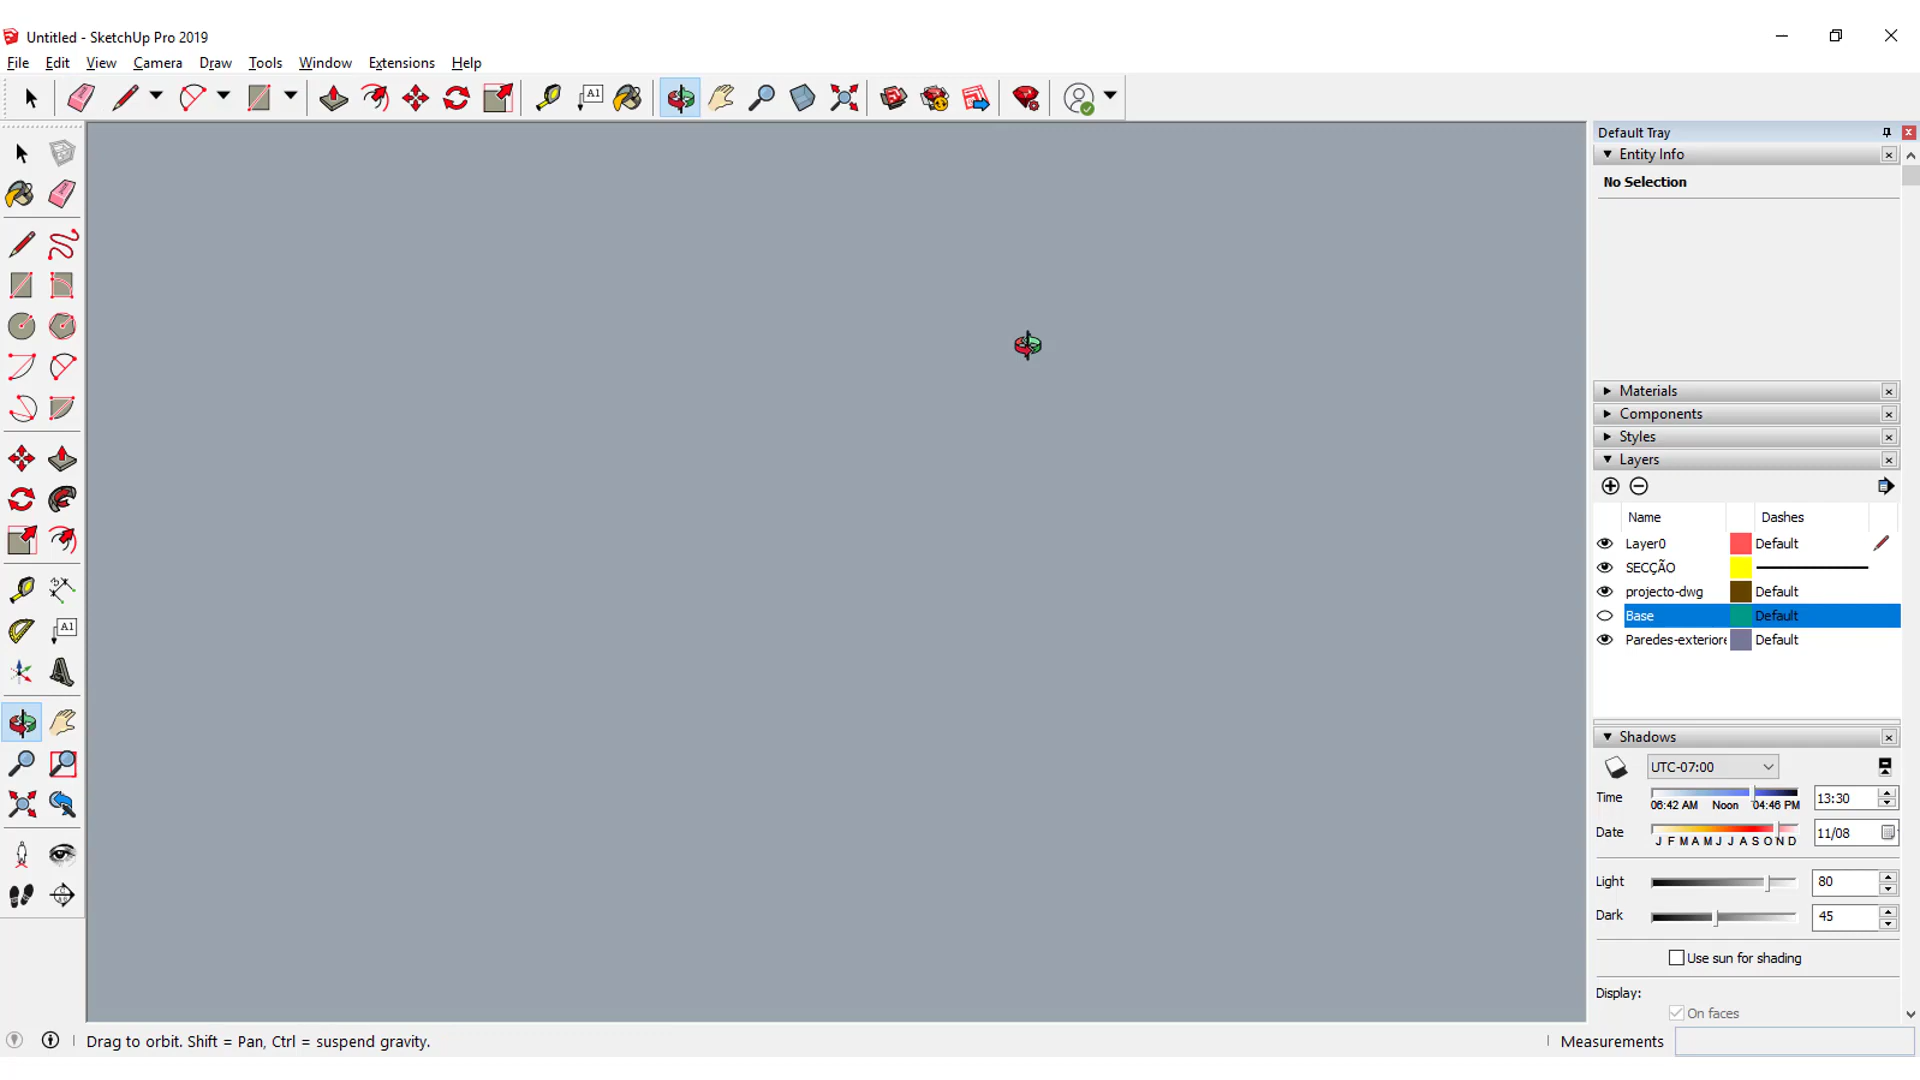 Untitled - SketchUp Pro 2019
File Edit View Camera Draw Tools Window Extensions Help
A1
Default Tray
Entity Info
No Selection
Materials
Components
Styles
Layers
Name Dashes
Layer0 Default
SECÇÃO
projecto-dwg Default
Base Default
Paredes-exteriore Default
A1
Shadows
UTC-07:00
Time 06:42 AM Noon 04:46 PM 13:30
Date J F M A M J J A S O N D 11/08
Light 80
Dark 45
Use sun for shading
Display:
On faces
Drag to orbit. Shift = Pan, Ctrl = suspend gravity.
Measurements